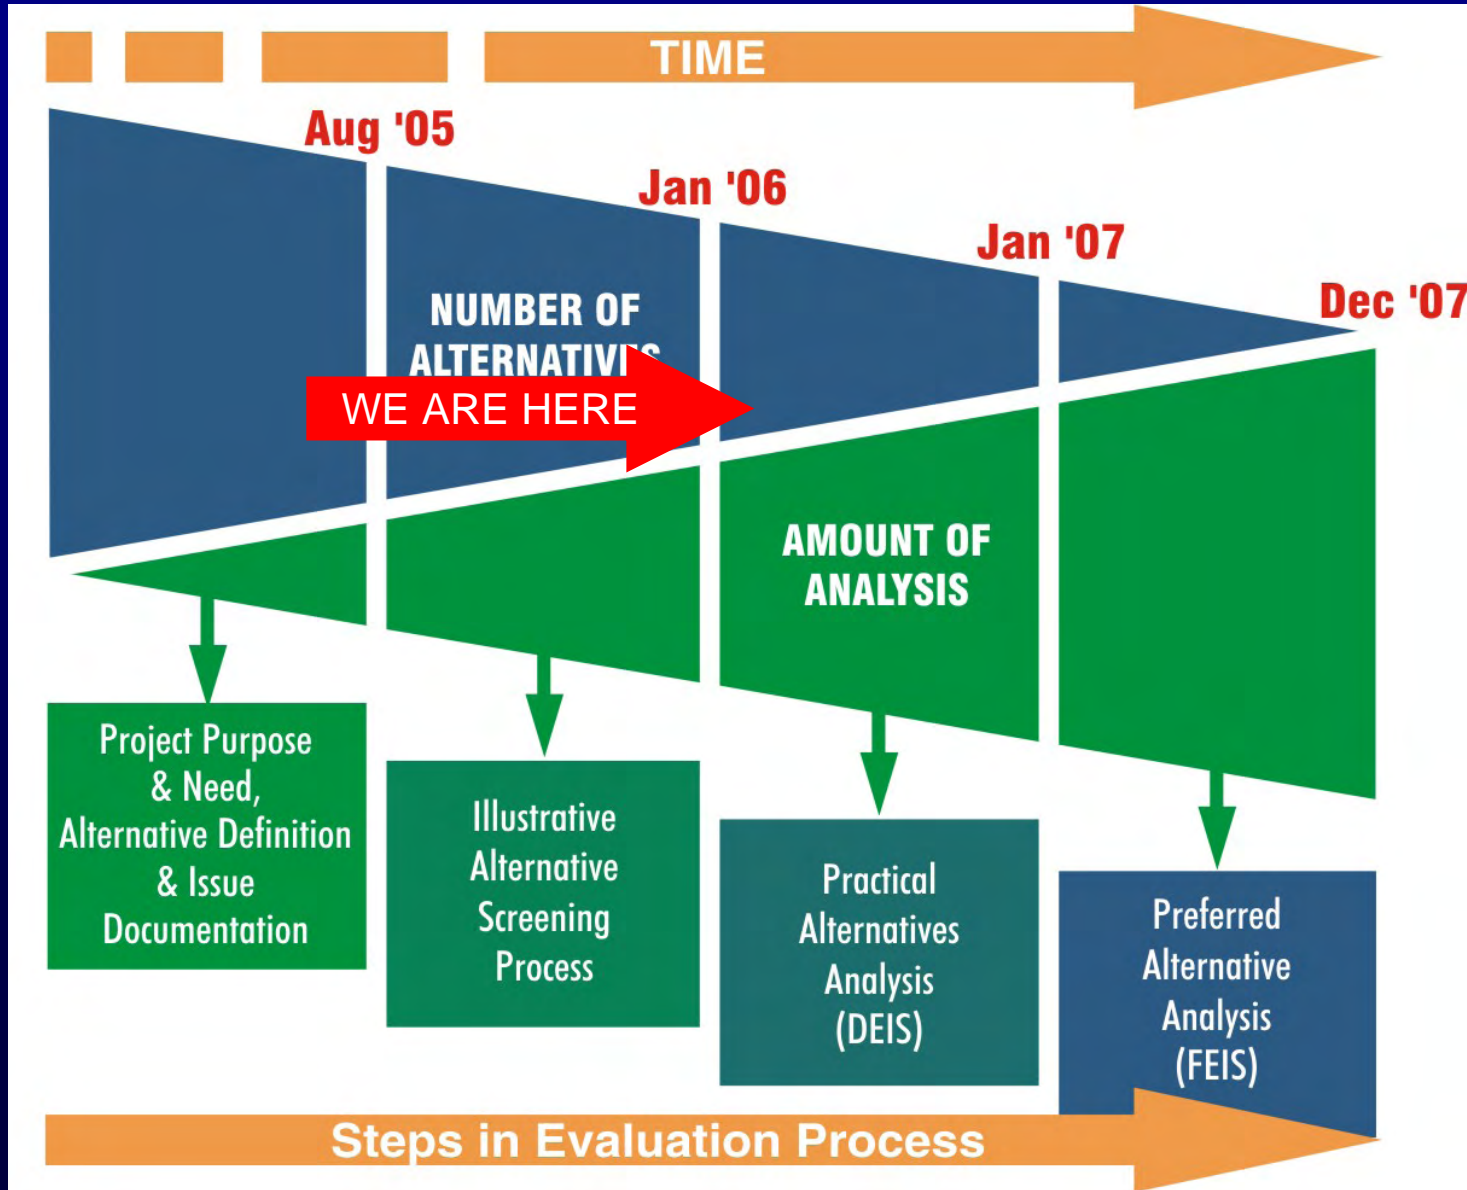 TIME
Aug '05
Jan '06
Jan '07
Dec '07
NUMBER OF
ALTERNATIVES
WE ARE HERE
AMOUNT OF
ANALYSIS
Project Purpose
& Need,
Alternative Definition
& Issue
Documentation
Illustrative
Alternative
Screening
Process
Practical
Alternatives
Analysis
(DEIS)
Preferred
Alternative
Analysis
(FEIS)
Steps in Evaluation Process